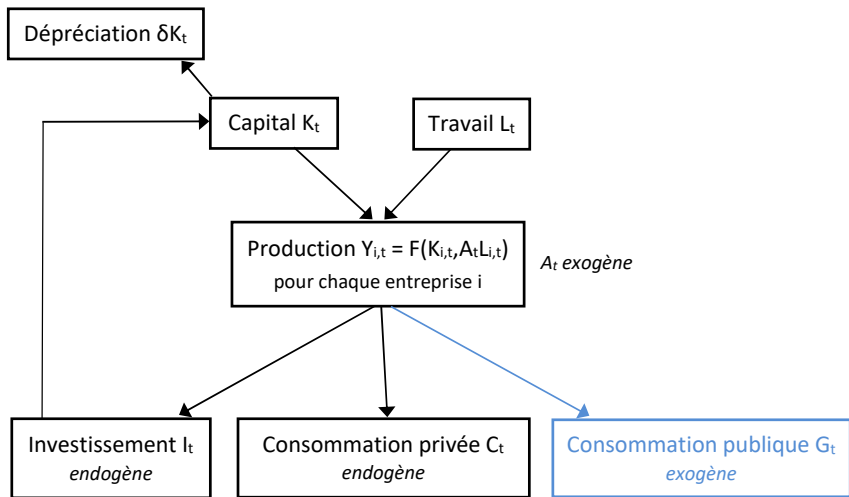 Dépréciation δKₜ
Capital Kₜ
Travail Lₜ
Production Yᵢ,ₜ = F(Kᵢ,ₜ,AₜLᵢ,ₜ)
pour chaque entreprise i
Aₜ exogène
Investissement Iₜ
endogène
Consommation privée Cₜ
endogène
Consommation publique Gₜ
exogène